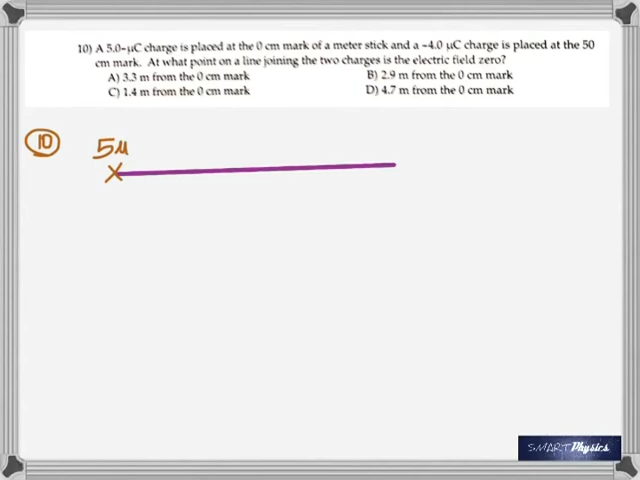 10) A 5.0-μC charge is placed at the 0 cm mark of a meter stick and a -4.0 μC charge is placed at the 50
cm mark. At what point on a line joining the two charges is the electric field zero?
A) 3.3 m from the 0 cm mark B) 2.9 m from the 0 cm mark
C) 1.4 m from the 0 cm mark D) 4.7 m from the 0 cm mark
10 5μ
X
SMART Physics